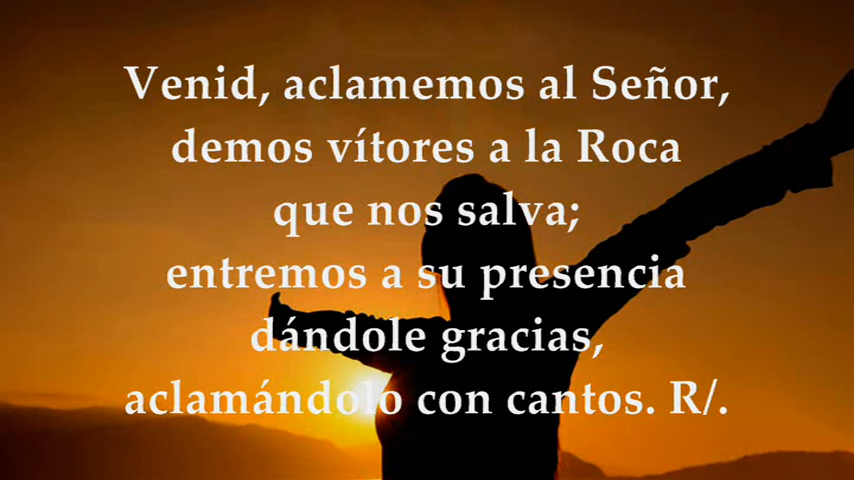 Venid, aclamemos al Señor,
demos vítores a la Roca
que nos salva;
entremos a su presencia
dándole gracias,
aclamándolo con cantos. R/.